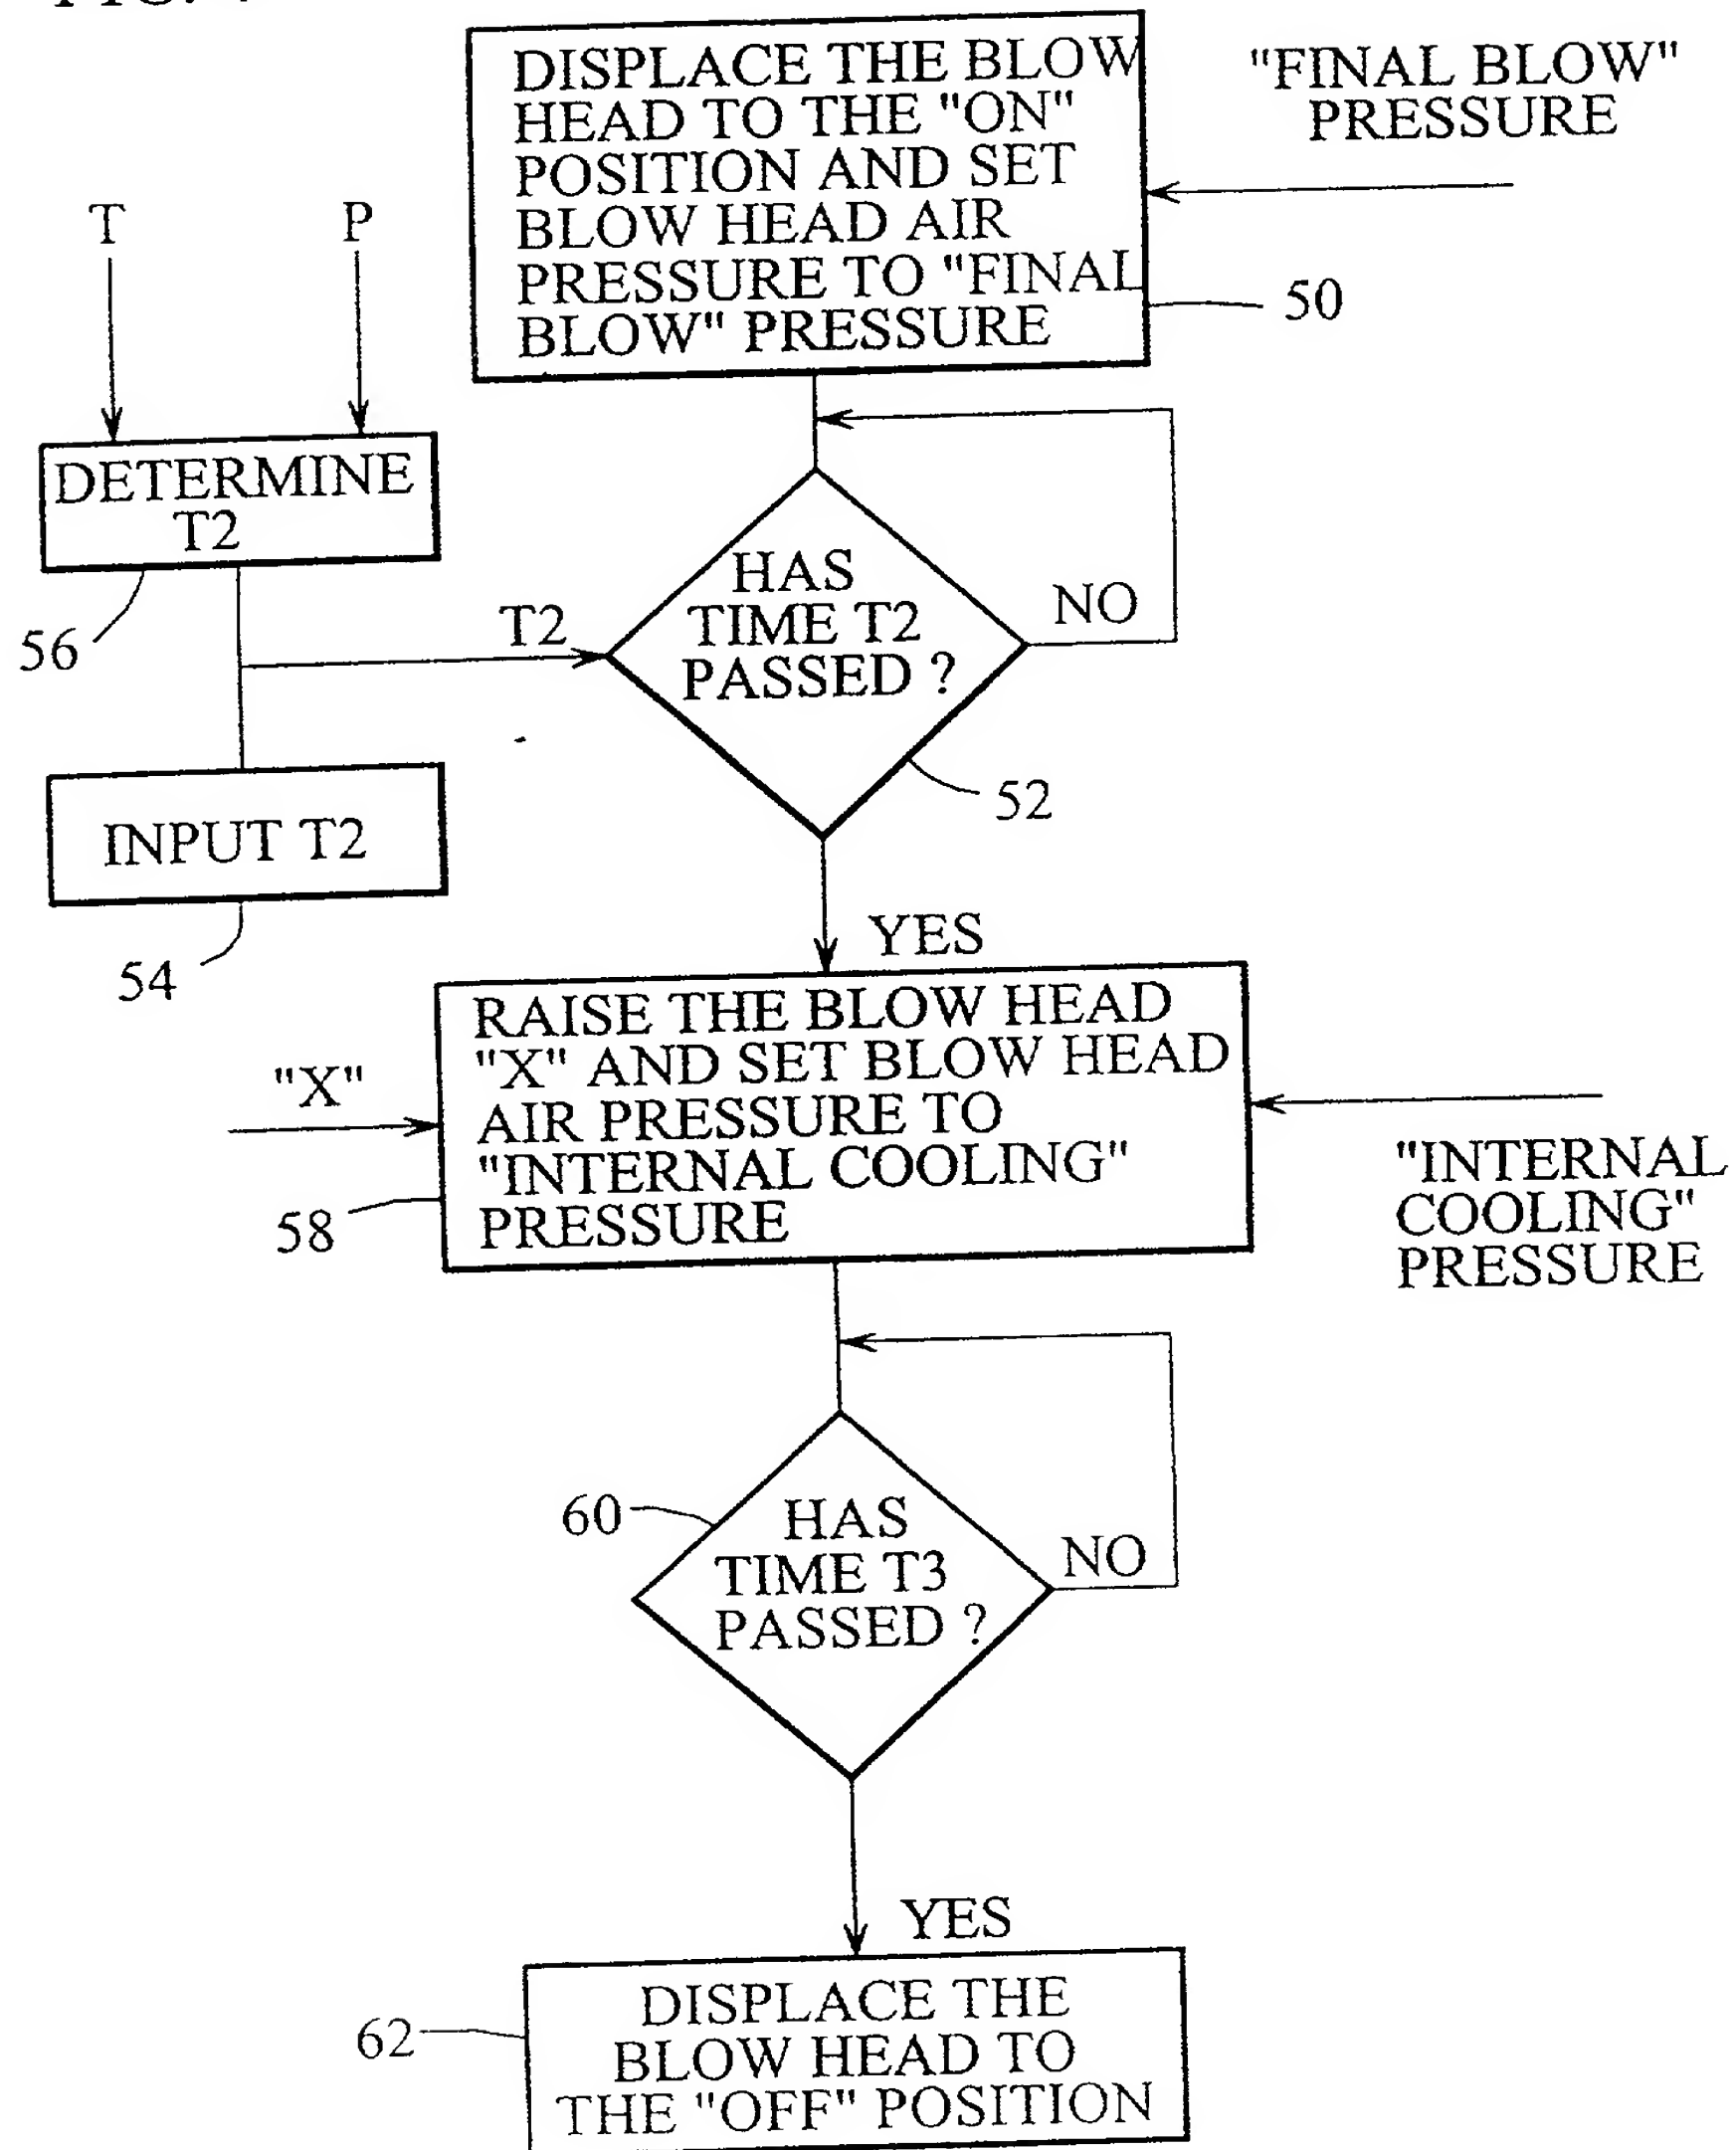 DISPLACE THE BLOW
HEAD TO THE "ON"
POSITION AND SET
BLOW HEAD AIR
PRESSURE TO "FINAL
BLOW" PRESSURE
"FINAL BLOW"
PRESSURE
50
T
P
DETERMINE
T2
56
T2
HAS
TIME T2
PASSED ?
NO
52
INPUT T2
54
YES
RAISE THE BLOW HEAD
"X" AND SET BLOW HEAD
AIR PRESSURE TO
"INTERNAL COOLING"
PRESSURE
"X"
58
"INTERNAL
COOLING"
PRESSURE
60
HAS
TIME T3
PASSED ?
NO
YES
62
DISPLACE THE
BLOW HEAD TO
THE "OFF" POSITION